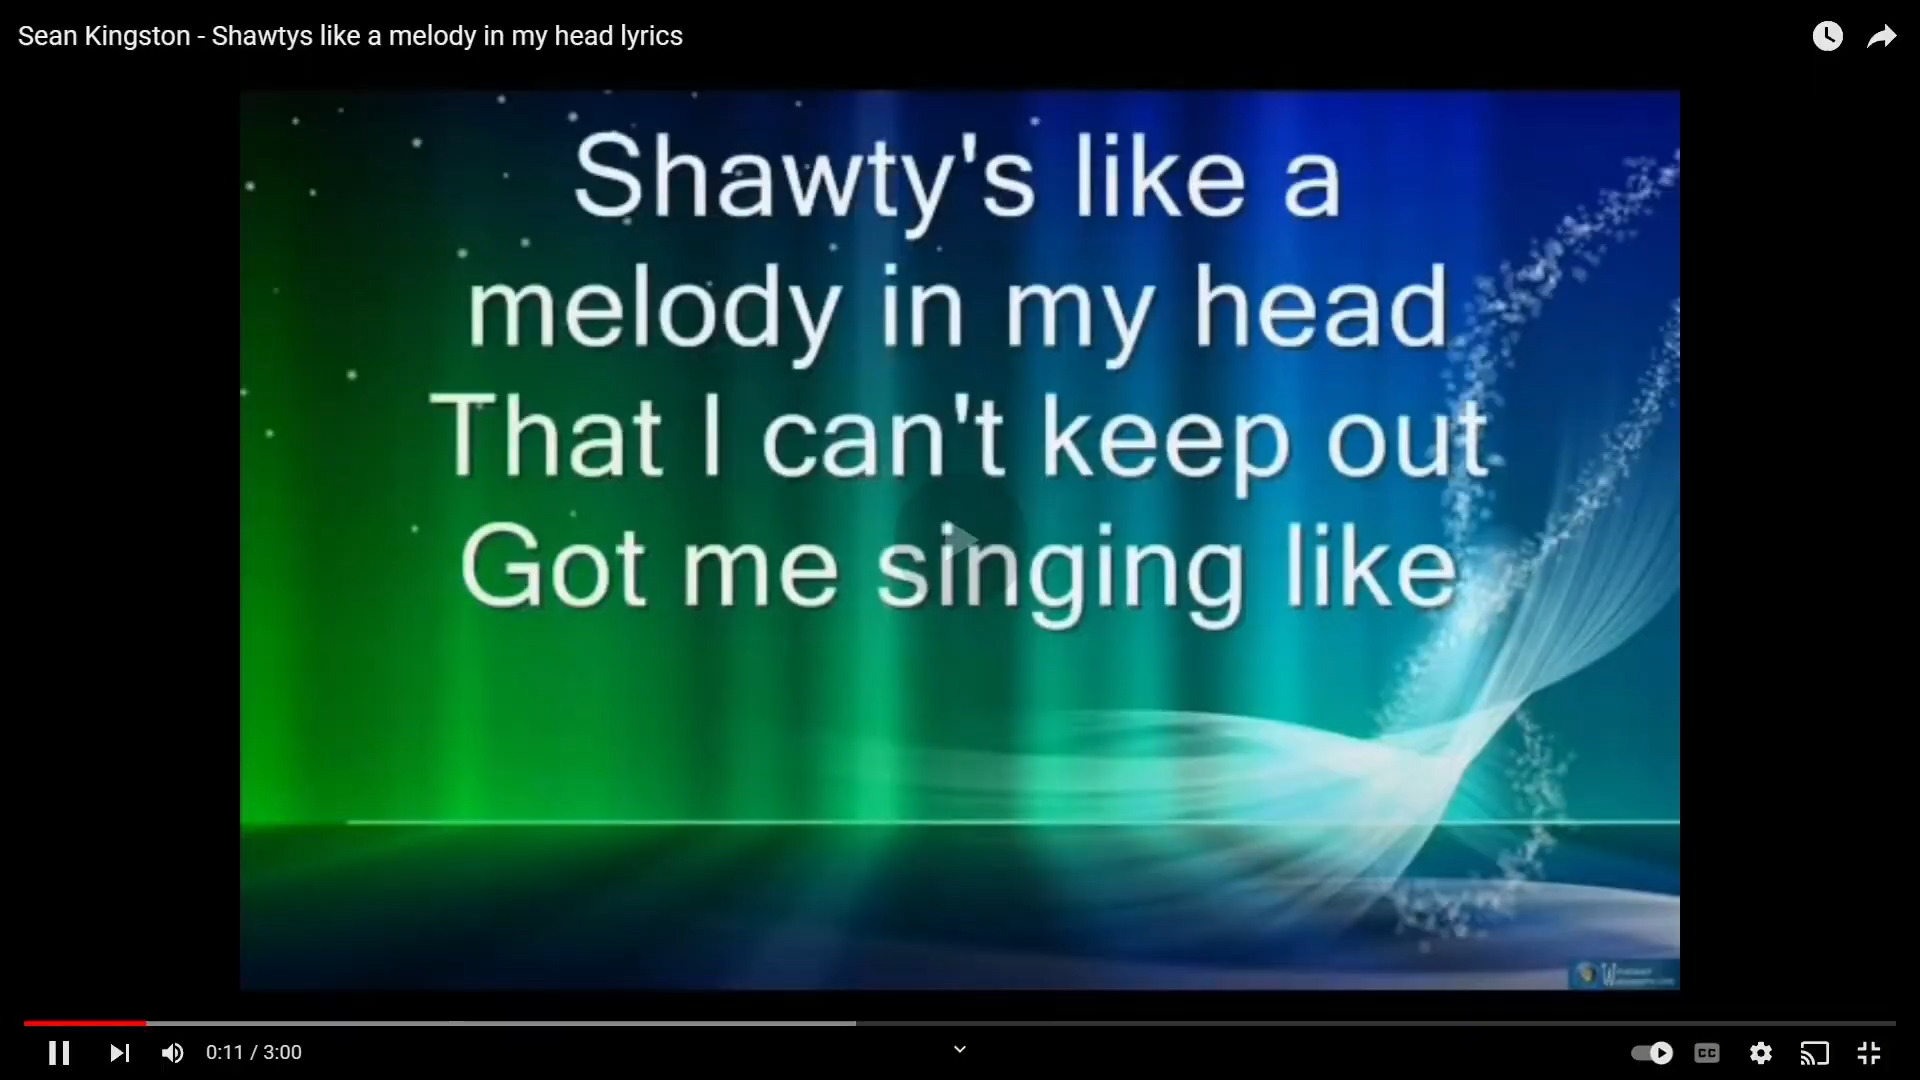 Sean Kingston - Shawtys like a melody in my head lyrics
Shawty's like a
melody in my head
That I can't keep out
Got me singing like
0:11 / 3:00
CC